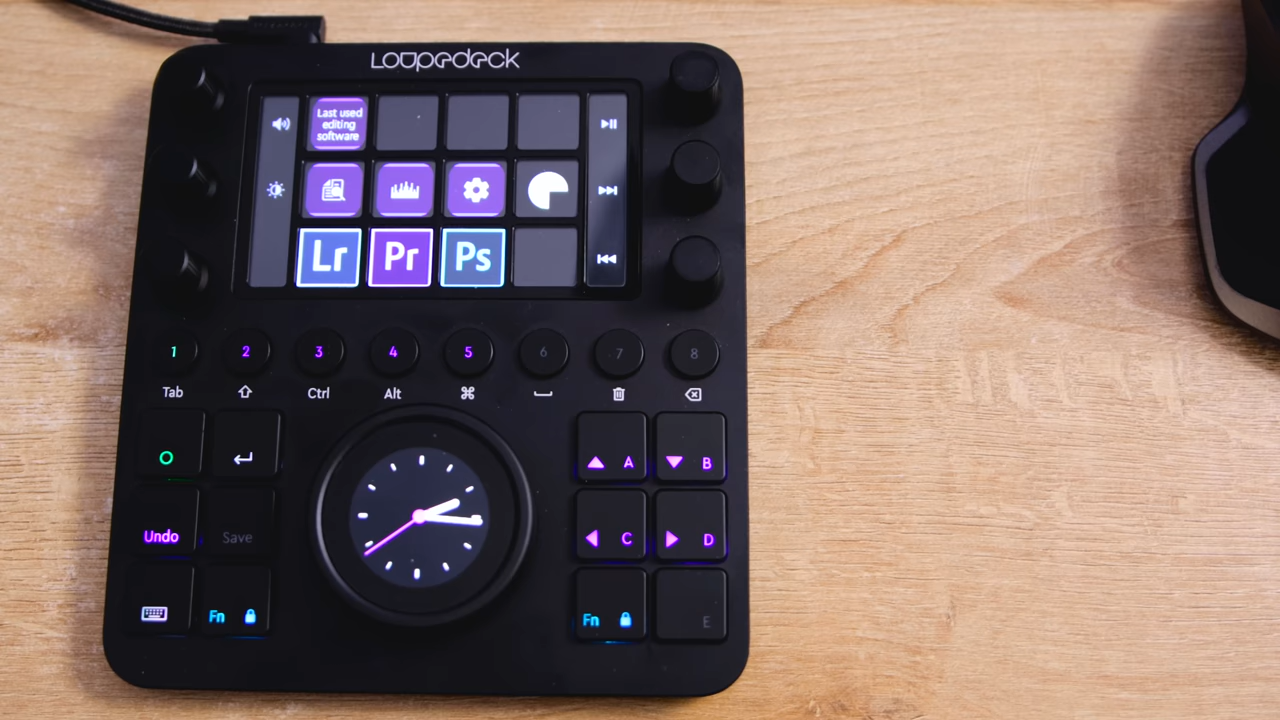 Loupedeck
Last used
editing
software
Lr Pr Ps
1 2 3 4 5 6 7 8
Tab Ctrl Alt
A B
Undo Save C D
Fn Fn E